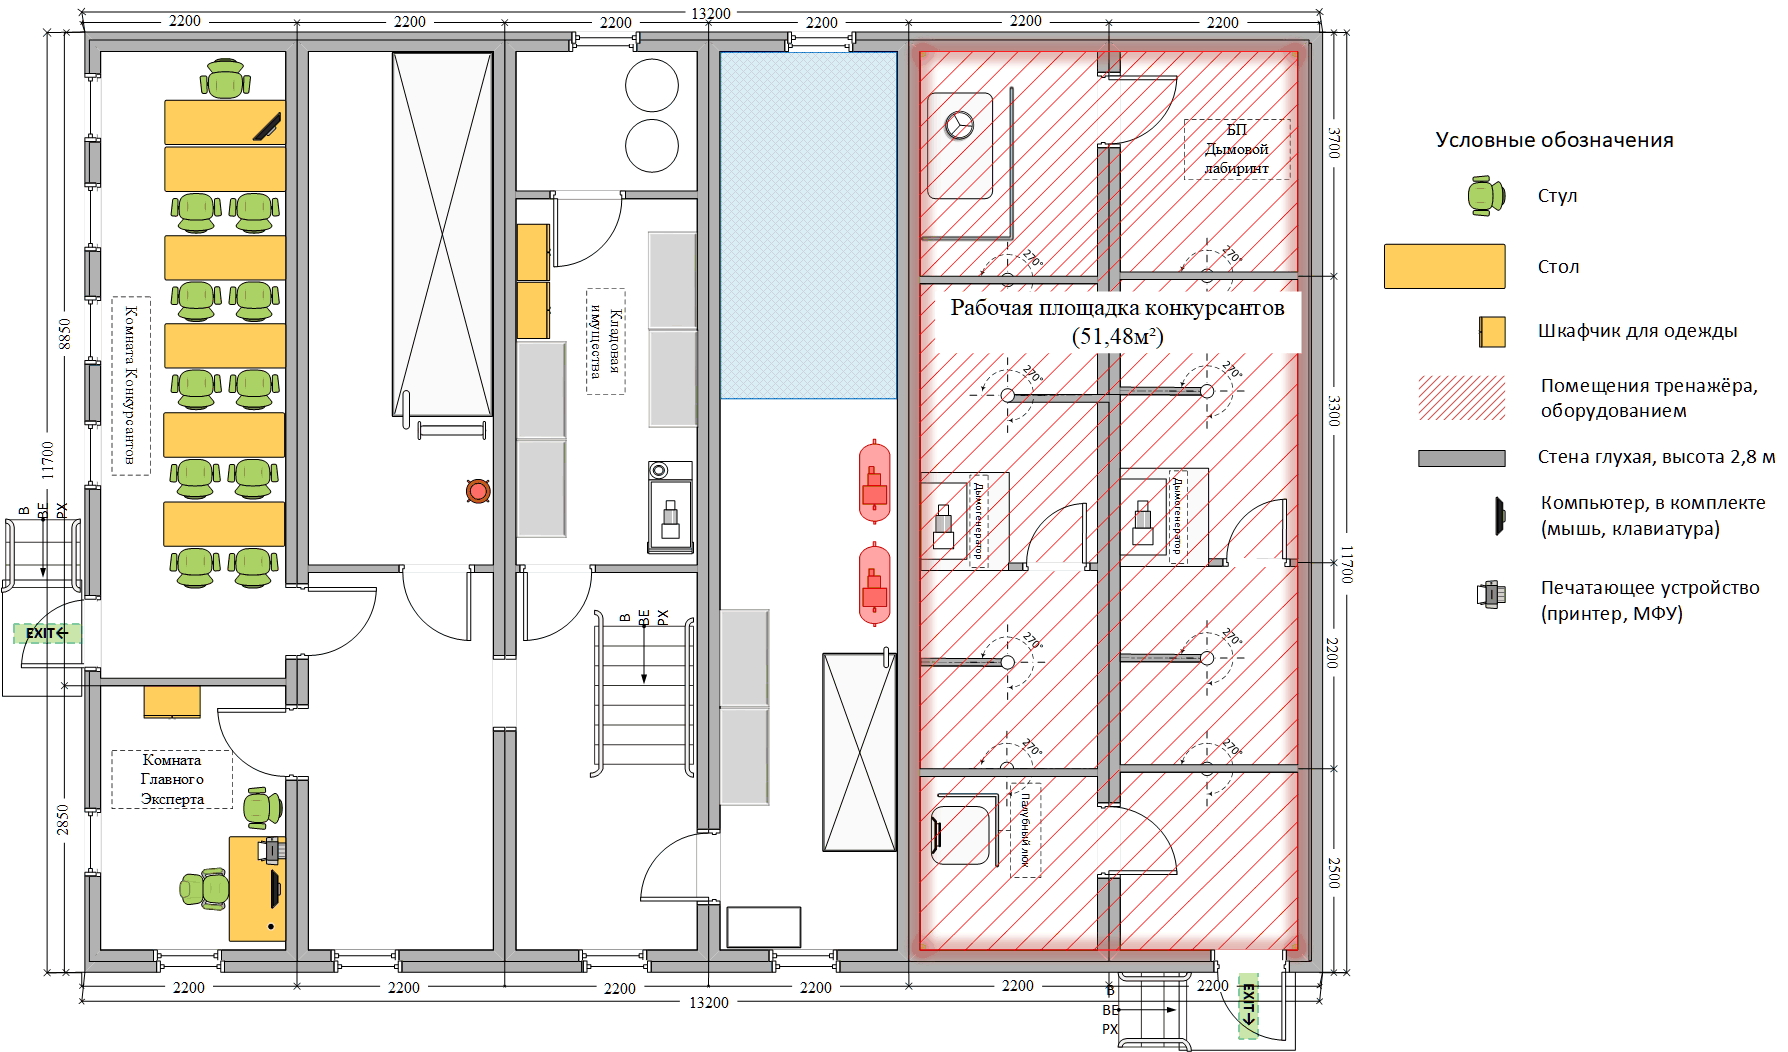 13200
2200
2200
2200
2200
2200
2200
БП
Дымовой
лабиринт
3700
270°
270°
Рабочая площадка конкурсантов
(51,48м²)
Комната Конкурсантов
Кладовая
имущества
8850
11700
270°
270°
3300
Дымогенератор
Дымогенератор
В
ВЕ
РХ
11700
EXIT
В
ВЕ
РХ
270°
270°
2200
Комната
Главного
Эксперта
270°
270°
2850
Палубный люк
2500
2200
2200
2200
2200
2200
2200
13200
В
ВЕ
РХ
EXIT
Условные обозначения
Стул
Стол
Шкафчик для одежды
Помещения тренажёра,
оборудованием
Стена глухая, высота 2,8 м
Компьютер, в комплекте
(мышь, клавиатура)
Печатающее устройство
(принтер, МФУ)